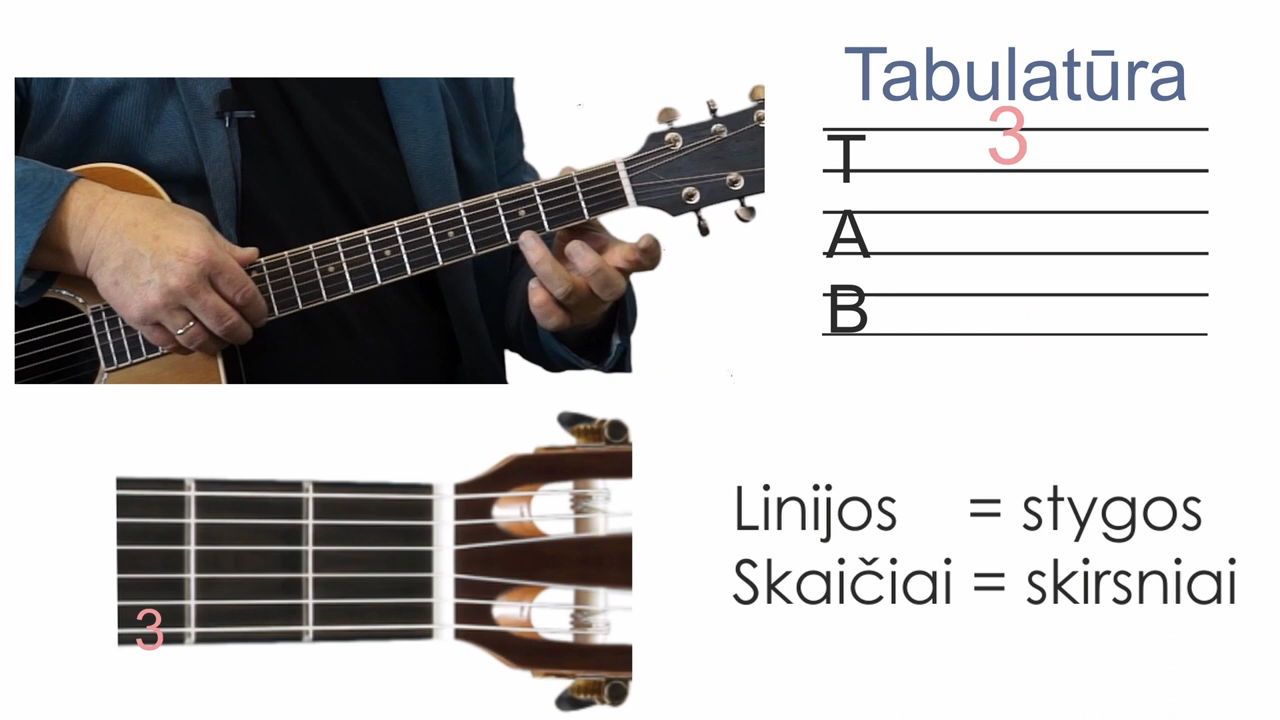 Tabulatūra
3
T
A
B
3
Linijos = stygos
Skaičiai = skirsniai